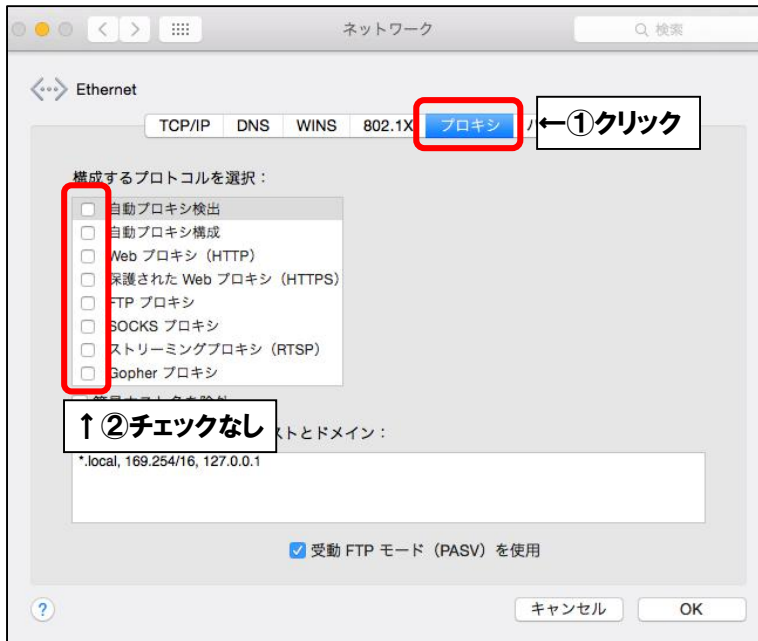 ネットワーク
検索
Ethernet
TCP/IP DNS WINS 802.1X プロキシ
←①クリック
構成するプロトコルを選択：
自動プロキシ検出
自動プロキシ構成
Web プロキシ（HTTP）
保護された Web プロキシ（HTTPS）
FTP プロキシ
SOCKS プロキシ
ストリーミングプロキシ（RTSP）
Gopher プロキシ
↑②チェックなし
ストとドメイン：
*.local, 169.254/16, 127.0.0.1
受動 FTP モード（PASV）を使用
?
キャンセル OK